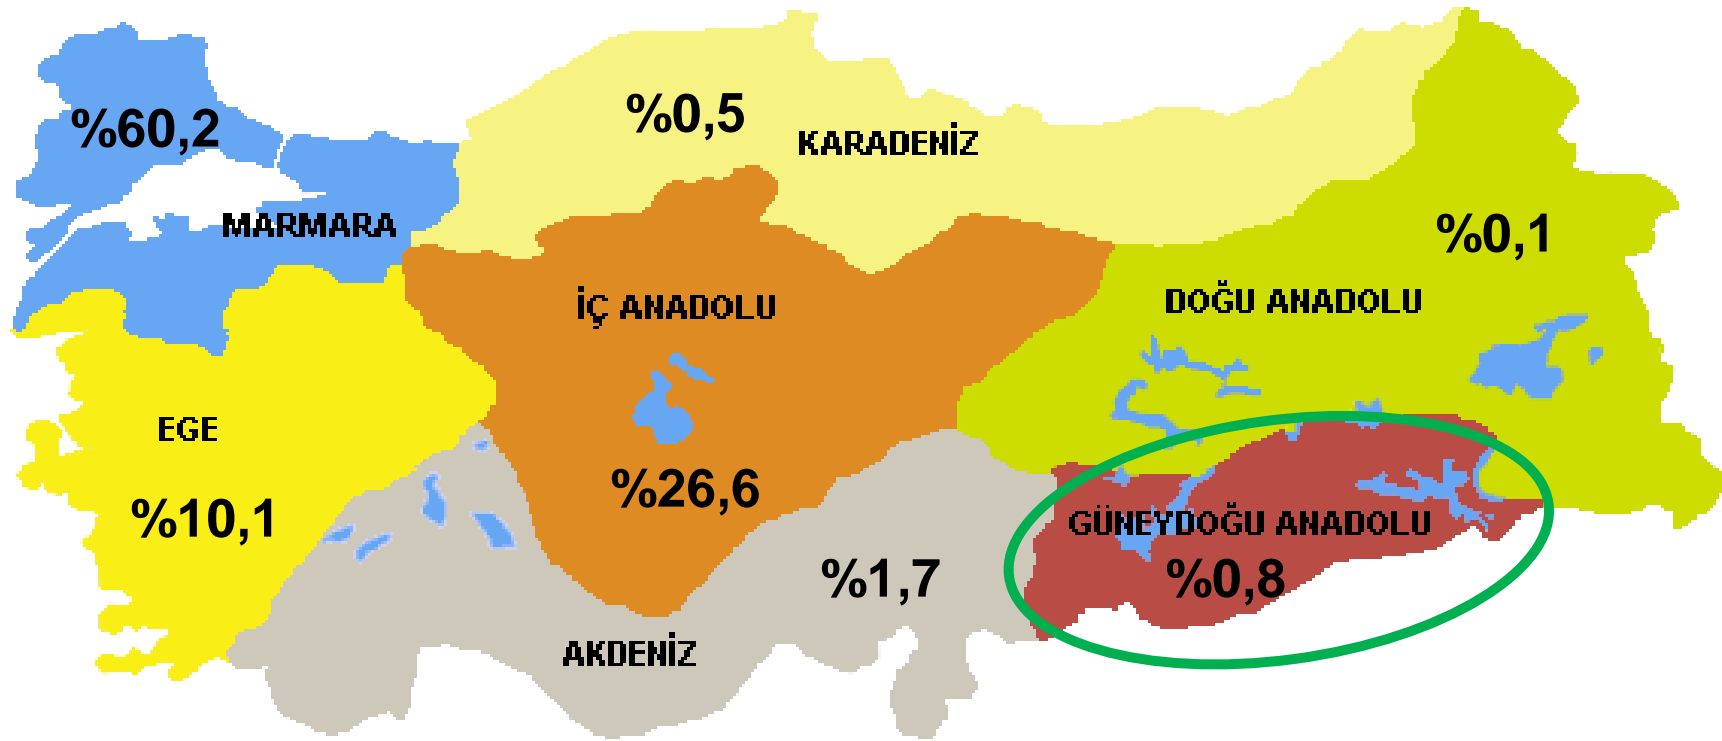 %0,5
%60,2
KARADENİZ
MARMARA
%0,1
İÇ ANADOLU
DOĞU ANADOLU
EGE
%26,6
%10,1
GÜNEYDOĞU ANADOLU
%1,7
%0,8
AKDENİZ